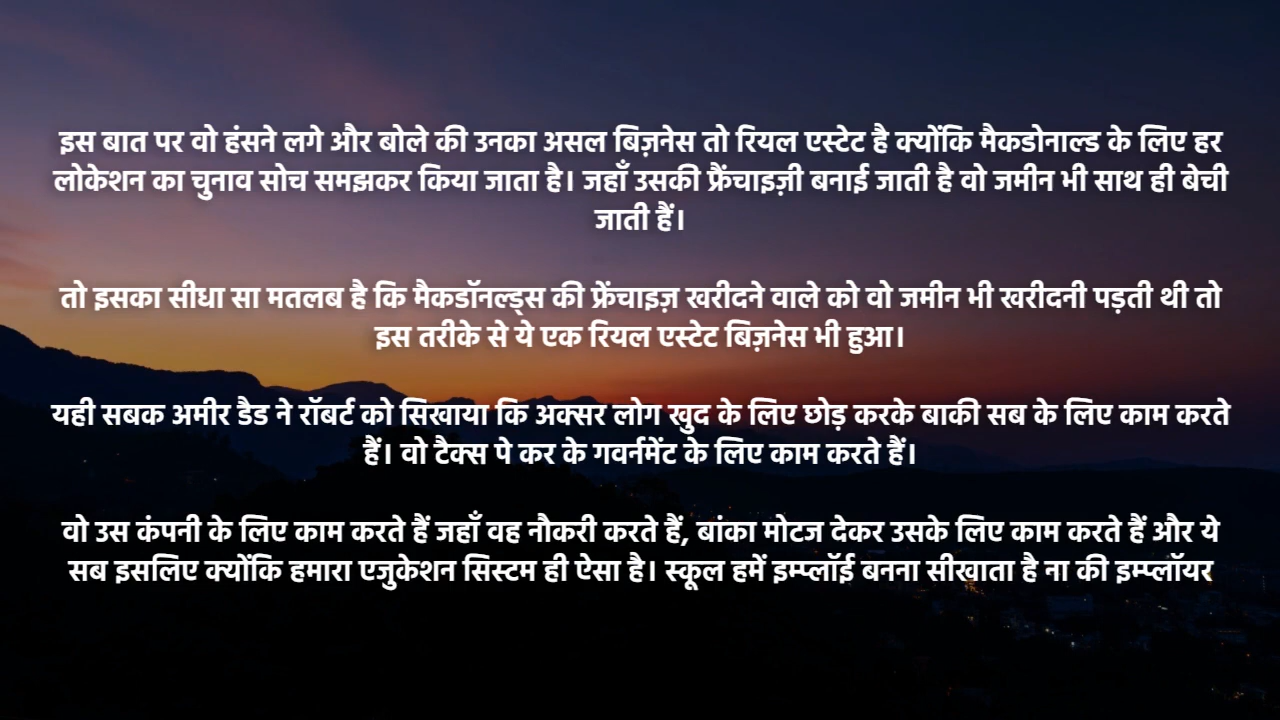 इस बात पर वो हंसने लगे और बोले की उनका असल बिज़नेस तो रियल एस्टेट है क्योंकि मैकडोनाल्ड के लिए हर
लोकेशन का चुनाव सोच समझकर किया जाता है। जहाँ उसकी फ्रैंचाइज़ी बनाई जाती है वो जमीन भी साथ ही बेची
जाती हैं।
तो इसका सीधा सा मतलब है कि मैकडॉनल्ड्स की फ्रेंचाइज़ खरीदने वाले को वो जमीन भी खरीदनी पड़ती थी तो
इस तरीके से ये एक रियल एस्टेट बिज़नेस भी हुआ।
यही सबक अमीर डैड ने रॉबर्ट को सिखाया कि अक्सर लोग खुद के लिए छोड़ करके बाकी सब के लिए काम करते
हैं। वो टैक्स पे कर के गवर्नमेंट के लिए काम करते हैं।
वो उस कंपनी के लिए काम करते हैं जहाँ वह नौकरी करते हैं, बांका मोटज देकर उसके लिए काम करते हैं और ये
सब इसलिए क्योंकि हमारा एजुकेशन सिस्टम ही ऐसा है। स्कूल हमें इम्प्लॉई बनना सीखाता है ना की इम्प्लॉयर